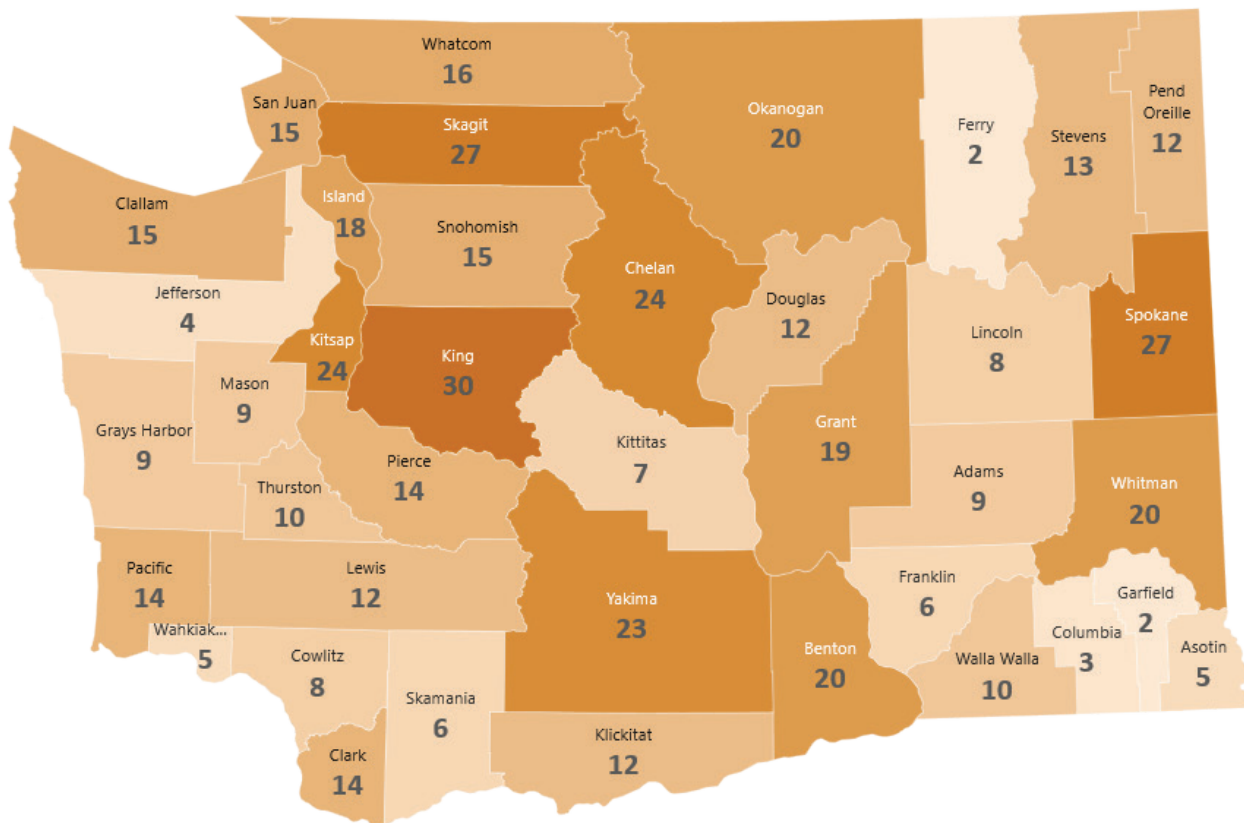 Whatcom
16
San Juan
15
Skagit
27
Okanogan
20
Ferry
2
Stevens
13
Pend
Oreille
12
Clallam
15
Island
18
Snohomish
15
Chelan
24
Douglas
12
Jefferson
4
Kitsap
24
King
30
Lincoln
8
Spokane
27
Mason
9
Grays Harbor
9
Kittitas
7
Grant
19
Thurston
10
Pierce
14
Adams
9
Whitman
20
Pacific
14
Lewis
12
Yakima
23
Benton
20
Franklin
6
Garfield
2
Wahkiak...
5
Cowlitz
8
Skamania
6
Walla Walla
10
Columbia
3
Asotin
5
Clark
14
Klickitat
12